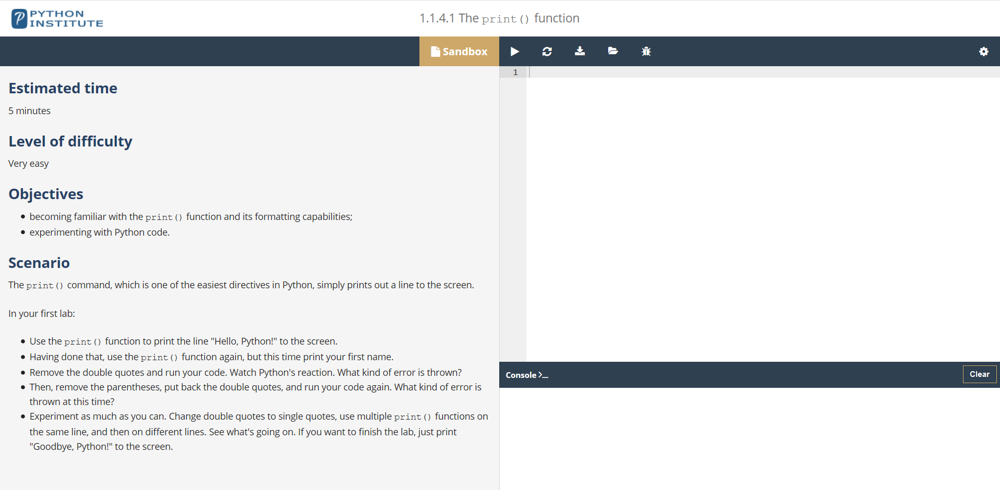 PYTHON
INSTITUTE
1.1.4.1 The print() function
Sandbox
Estimated time
5 minutes
Level of difficulty
Very easy
Objectives
becoming familiar with the print() function and its formatting capabilities;
experimenting with Python code.
Scenario
The print() command, which is one of the easiest directives in Python, simply prints out a line to the screen.
In your first lab:
Use the print() function to print the line "Hello, Python!" to the screen.
Having done that, use the print() function again, but this time print your first name.
Remove the double quotes and run your code. Watch Python's reaction. What kind of error is thrown?
Then, remove the parentheses, put back the double quotes, and run your code again. What kind of error is
thrown at this time?
Experiment as much as you can. Change double quotes to single quotes, use multiple print() functions on
the same line, and then on different lines. See what's going on. If you want to finish the lab, just print
"Goodbye, Python!" to the screen.
1
Console >_
Clear